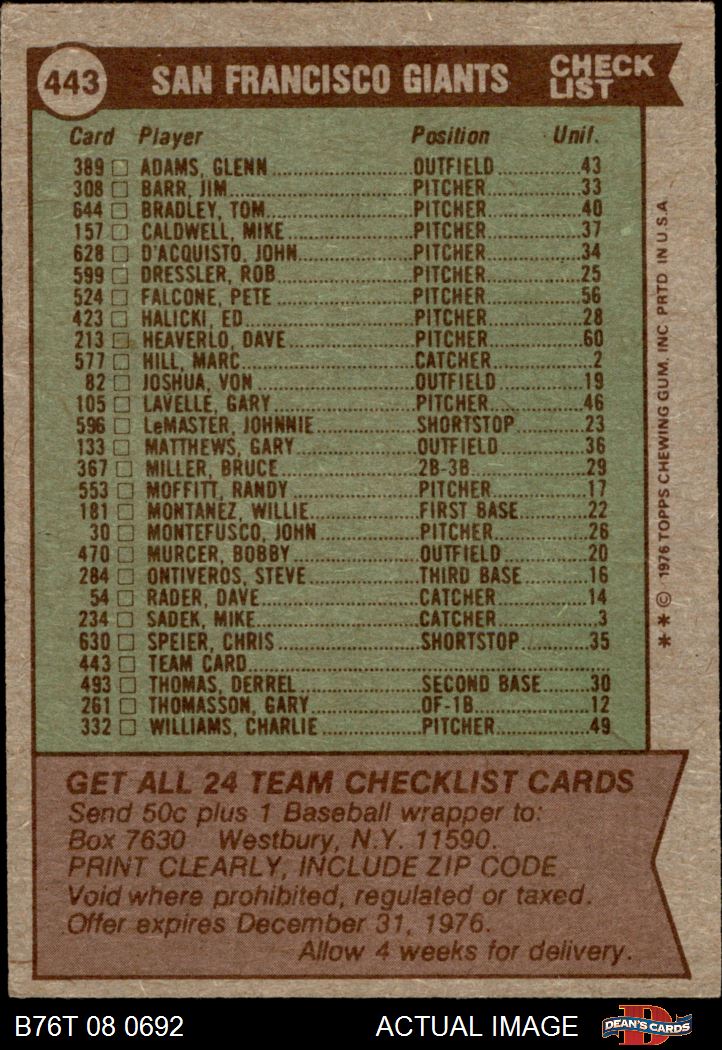 443 SAN FRANCISCO GIANTS CHECK LIST
Card Player Position Unif.
389 ADAMS, GLENN OUTFIELD 43
308 BARR, JIM PITCHER 33
644 BRADLEY, TOM PITCHER 40
157 CALDWELL, MIKE PITCHER 37
628 D'ACQUISTO, JOHN PITCHER 34
599 DRESSLER, ROB PITCHER 25
524 FALCONE, PETE PITCHER 56
423 HALICKI, ED PITCHER 28
213 HEAVERLO, DAVE PITCHER 60
577 HILL, MARC CATCHER 2
82 JOSHUA, VON OUTFIELD 19
105 LAVELLE, GARY PITCHER 46
596 LeMASTER, JOHNNIE SHORTSTOP 23
133 MATTHEWS, GARY OUTFIELD 36
367 MILLER, BRUCE 2B-3B 29
553 MOFFITT, RANDY PITCHER 17
181 MONTANEZ, WILLIE FIRST BASE 22
30 MONTEFUSCO, JOHN PITCHER 26
470 MURCER, BOBBY OUTFIELD 20
284 ONTIVEROS, STEVE THIRD BASE 16
54 RADER, DAVE CATCHER 14
234 SADEK, MIKE CATCHER 3
630 SPEIER, CHRIS SHORTSTOP 35
443 TEAM CARD
493 THOMAS, DERREL SECOND BASE 30
261 THOMASSON, GARY OF-1B 12
332 WILLIAMS, CHARLIE PITCHER 49
* * © 1976 TOPPS CHEWING GUM, INC. PRTD. IN U.S.A.
GET ALL 24 TEAM CHECKLIST CARDS
Send 50c plus 1 Baseball wrapper to:
Box 7630 Westbury, N.Y. 11590.
PRINT CLEARLY, INCLUDE ZIP CODE
Void where prohibited, regulated or taxed.
Offer expires December 31, 1976.
Allow 4 weeks for delivery.
B76T 08 0692 ACTUAL IMAGE DEAN'S CARDS